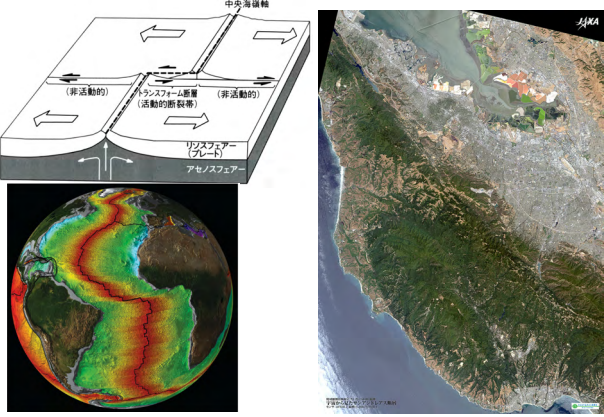 中央海嶺軸
(非活動的)
トランスフォーム断層
(活動的断裂帯)
(非活動的)
リソスフェアー
(プレート)
アセノスフェアー
JAXA